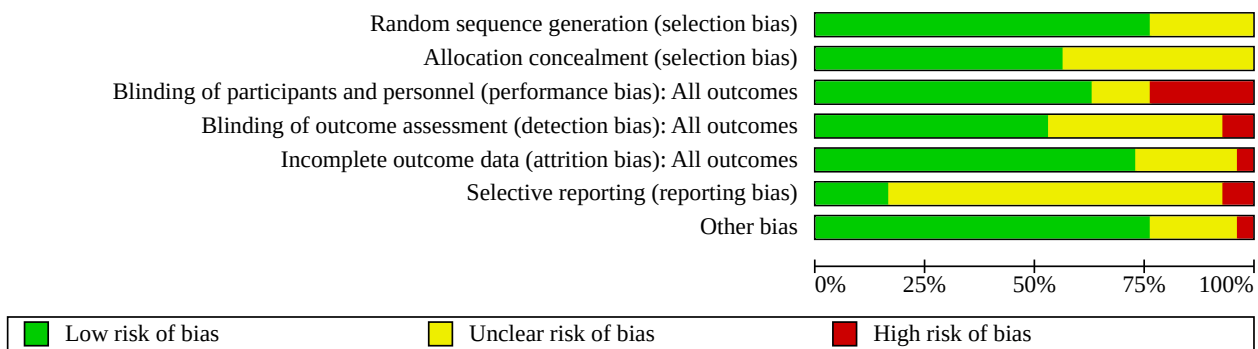 Random sequence generation (selection bias)
Allocation concealment (selection bias)
Blinding of participants and personnel (performance bias): All outcomes
Blinding of outcome assessment (detection bias): All outcomes
Incomplete outcome data (attrition bias): All outcomes
Selective reporting (reporting bias)
Other bias
0% 25% 50% 75% 100%
Low risk of bias Unclear risk of bias High risk of bias